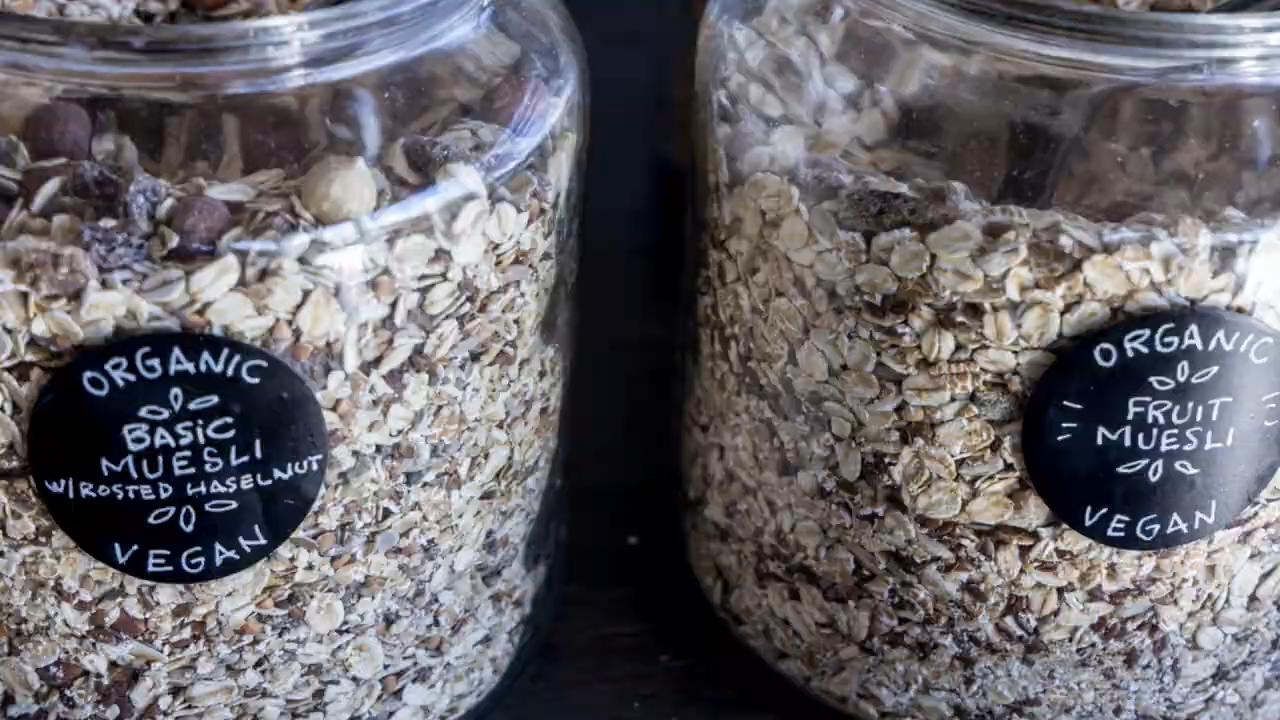 ORGANIC
BASiC
MUESLI
W/ROSTED HASELNUT
VEGAN
ORGANIC
FRUIT
MUESLI
VEGAN